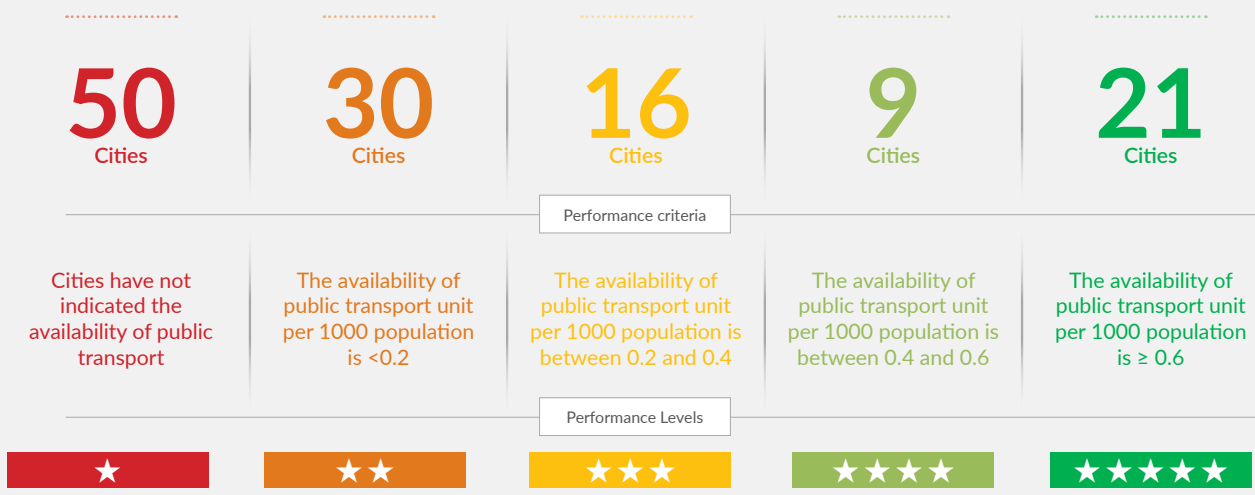 50
Cities
30
Cities
16
Cities
9
Cities
21
Cities
Performance criteria
Cities have not
indicated the
availability of public
transport
The availability of
public transport unit
per 1000 population
is <0.2
The availability of
public transport unit
per 1000 population is
between 0.2 and 0.4
The availability of
public transport unit
per 1000 population is
between 0.4 and 0.6
The availability of
public transport unit
per 1000 population
is ≥ 0.6
Performance Levels